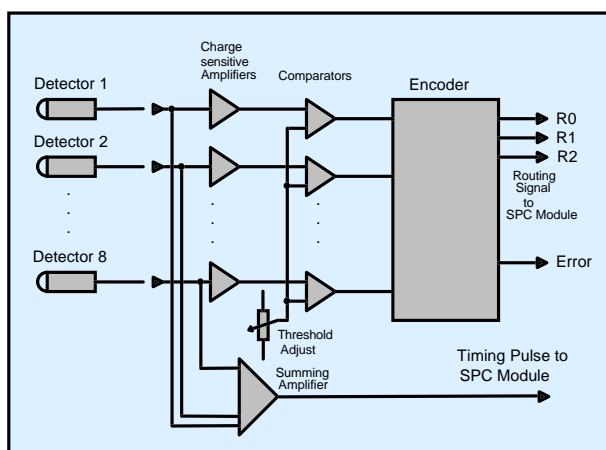 Charge
sensitive
Amplifiers
Comparators
Encoder
Detector 1
R0
R1
R2
Detector 2
Routing
Signal
to
SPC Module
Detector 8
Error
Threshold
Adjust
Summing
Amplifier
Timing Pulse to
SPC Module